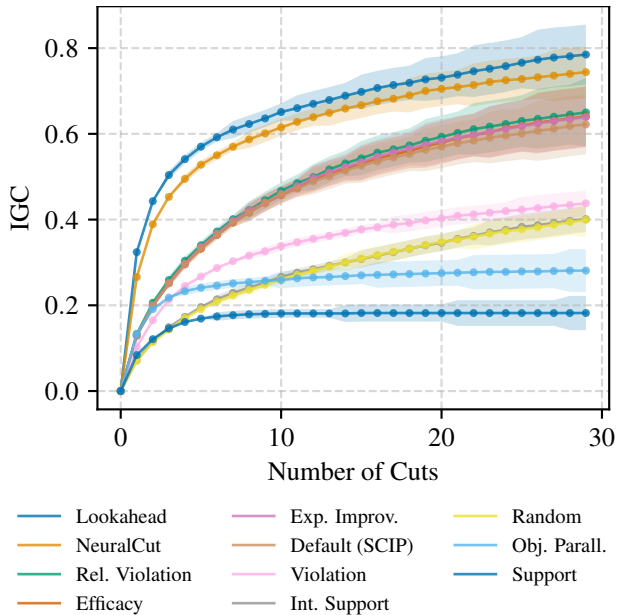 0.8
0.6
0.4
0.2
0.0
IGC
0 10 20 30
Number of Cuts
Lookahead Exp. Improv. Random
NeuralCut Default (SCIP) Obj. Parall.
Rel. Violation Violation Support
Efficacy Int. Support